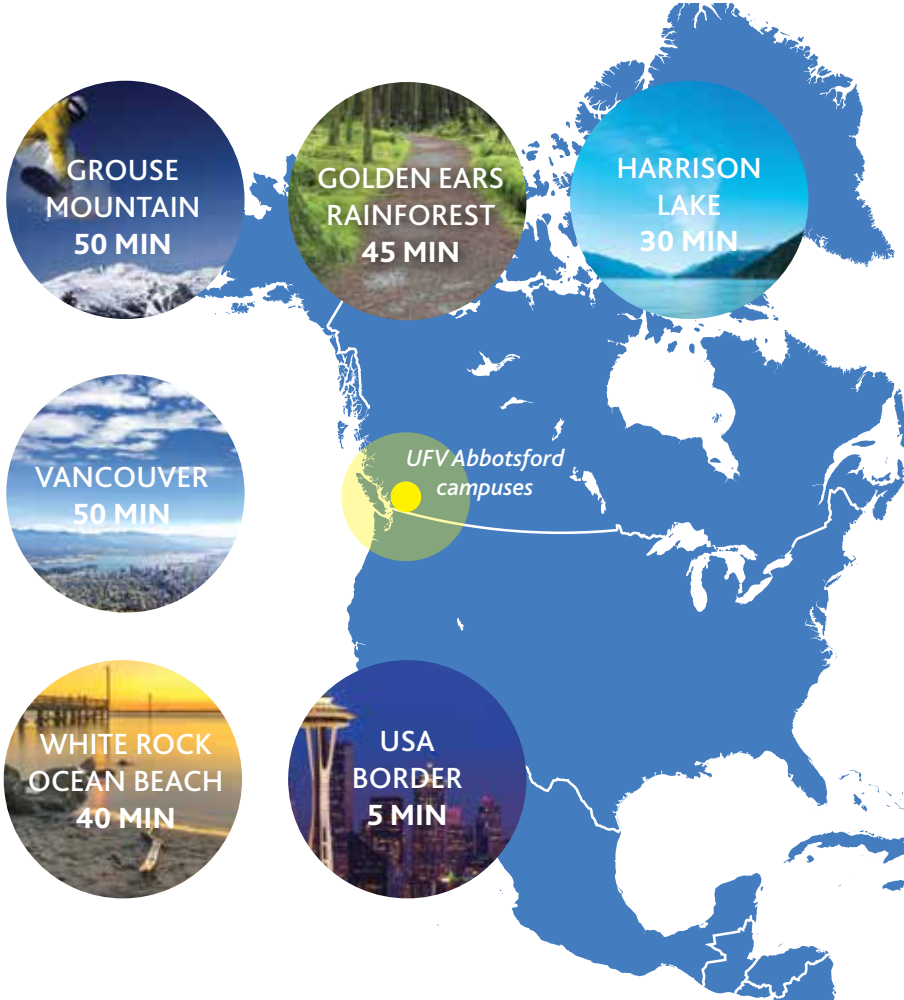 GROUSE
MOUNTAIN
50 MIN
GOLDEN EARS
RAINFOREST
45 MIN
HARRISON
LAKE
30 MIN
VANCOUVER
50 MIN
UFV Abbotsford
campuses
WHITE ROCK
OCEAN BEACH
40 MIN
USA
BORDER
5 MIN